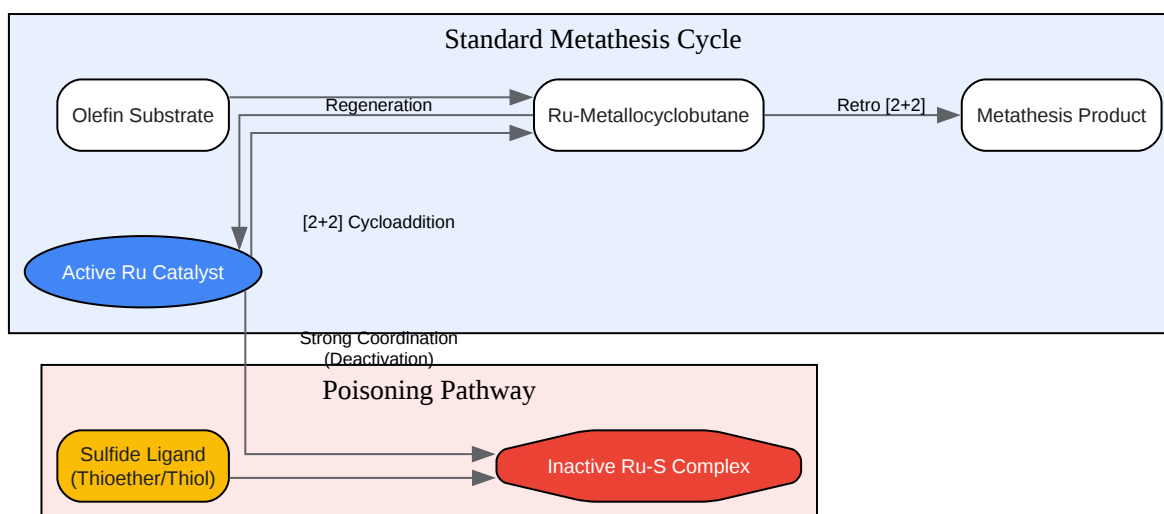 Standard Metathesis Cycle
Olefin Substrate
Regeneration
Ru-Metallocyclobutane
Retro [2+2]
Metathesis Product
[2+2] Cycloaddition
Active Ru Catalyst
Strong Coordination
(Deactivation)
Poisoning Pathway
Sulfide Ligand
(Thioether/Thiol)
Inactive Ru-S Complex